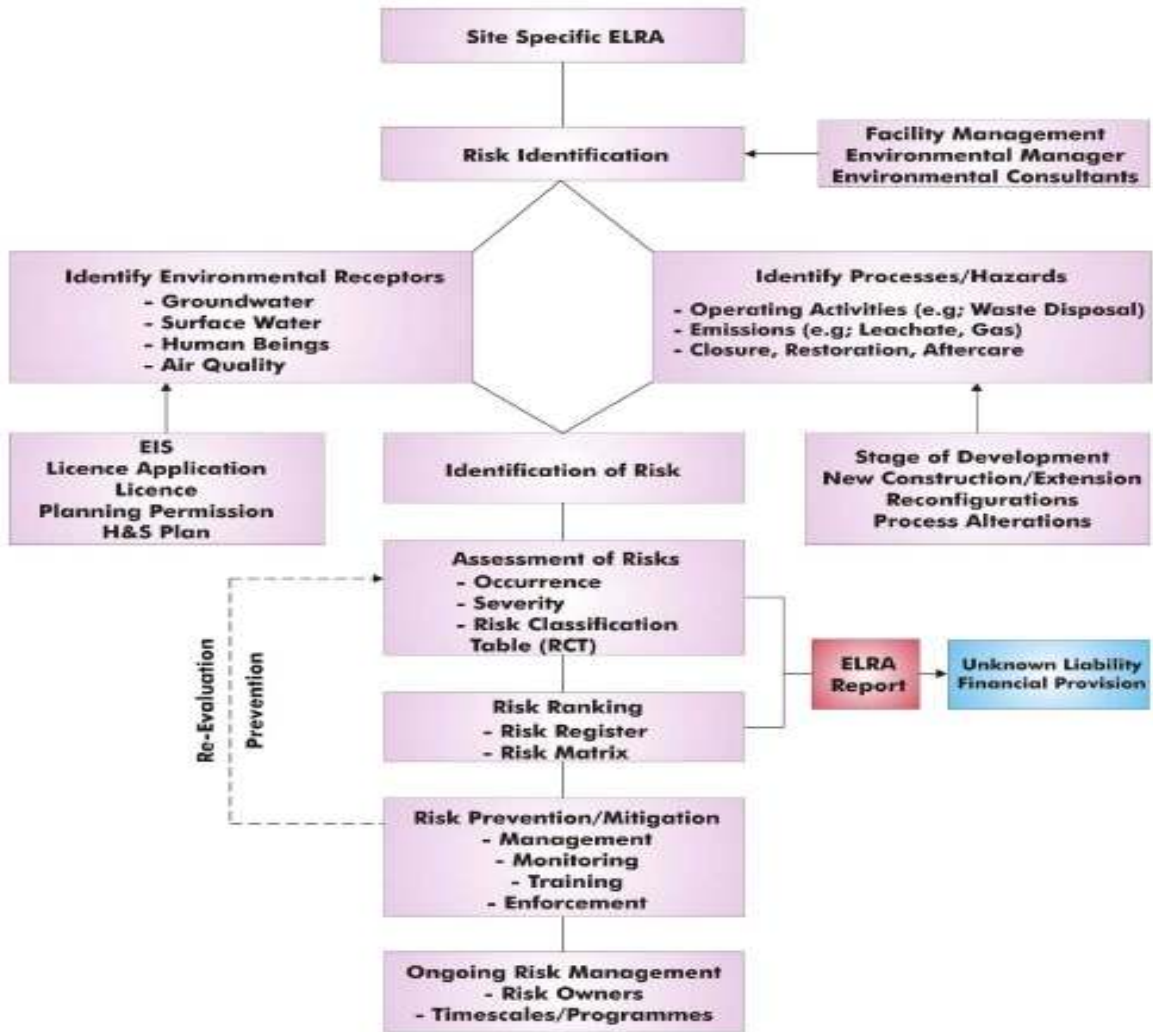 Site Specific ELRA
Risk Identification
Facility Management
Environmental Manager
Environmental Consultants
Identify Environmental Receptors
- Groundwater
- Surface Water
- Human Beings
- Air Quality
Identify Processes/Hazards
- Operating Activities (e.g; Waste Disposal)
- Emissions (e.g; Leachate, Gas)
- Closure, Restoration, Aftercare
EIS
Licence Application
Licence
Planning Permission
H&S Plan
Identification of Risk
Stage of Development
New Construction/Extension
Reconfigurations
Process Alterations
Assessment of Risks
- Occurrence
- Severity
- Risk Classification
Table (RCT)
Re-Evaluation
Prevention
ELRA
Report
Unknown Liability
Financial Provision
Risk Ranking
- Risk Register
- Risk Matrix
Risk Prevention/Mitigation
- Management
- Monitoring
- Training
- Enforcement
Ongoing Risk Management
- Risk Owners
- Timescales/Programmes